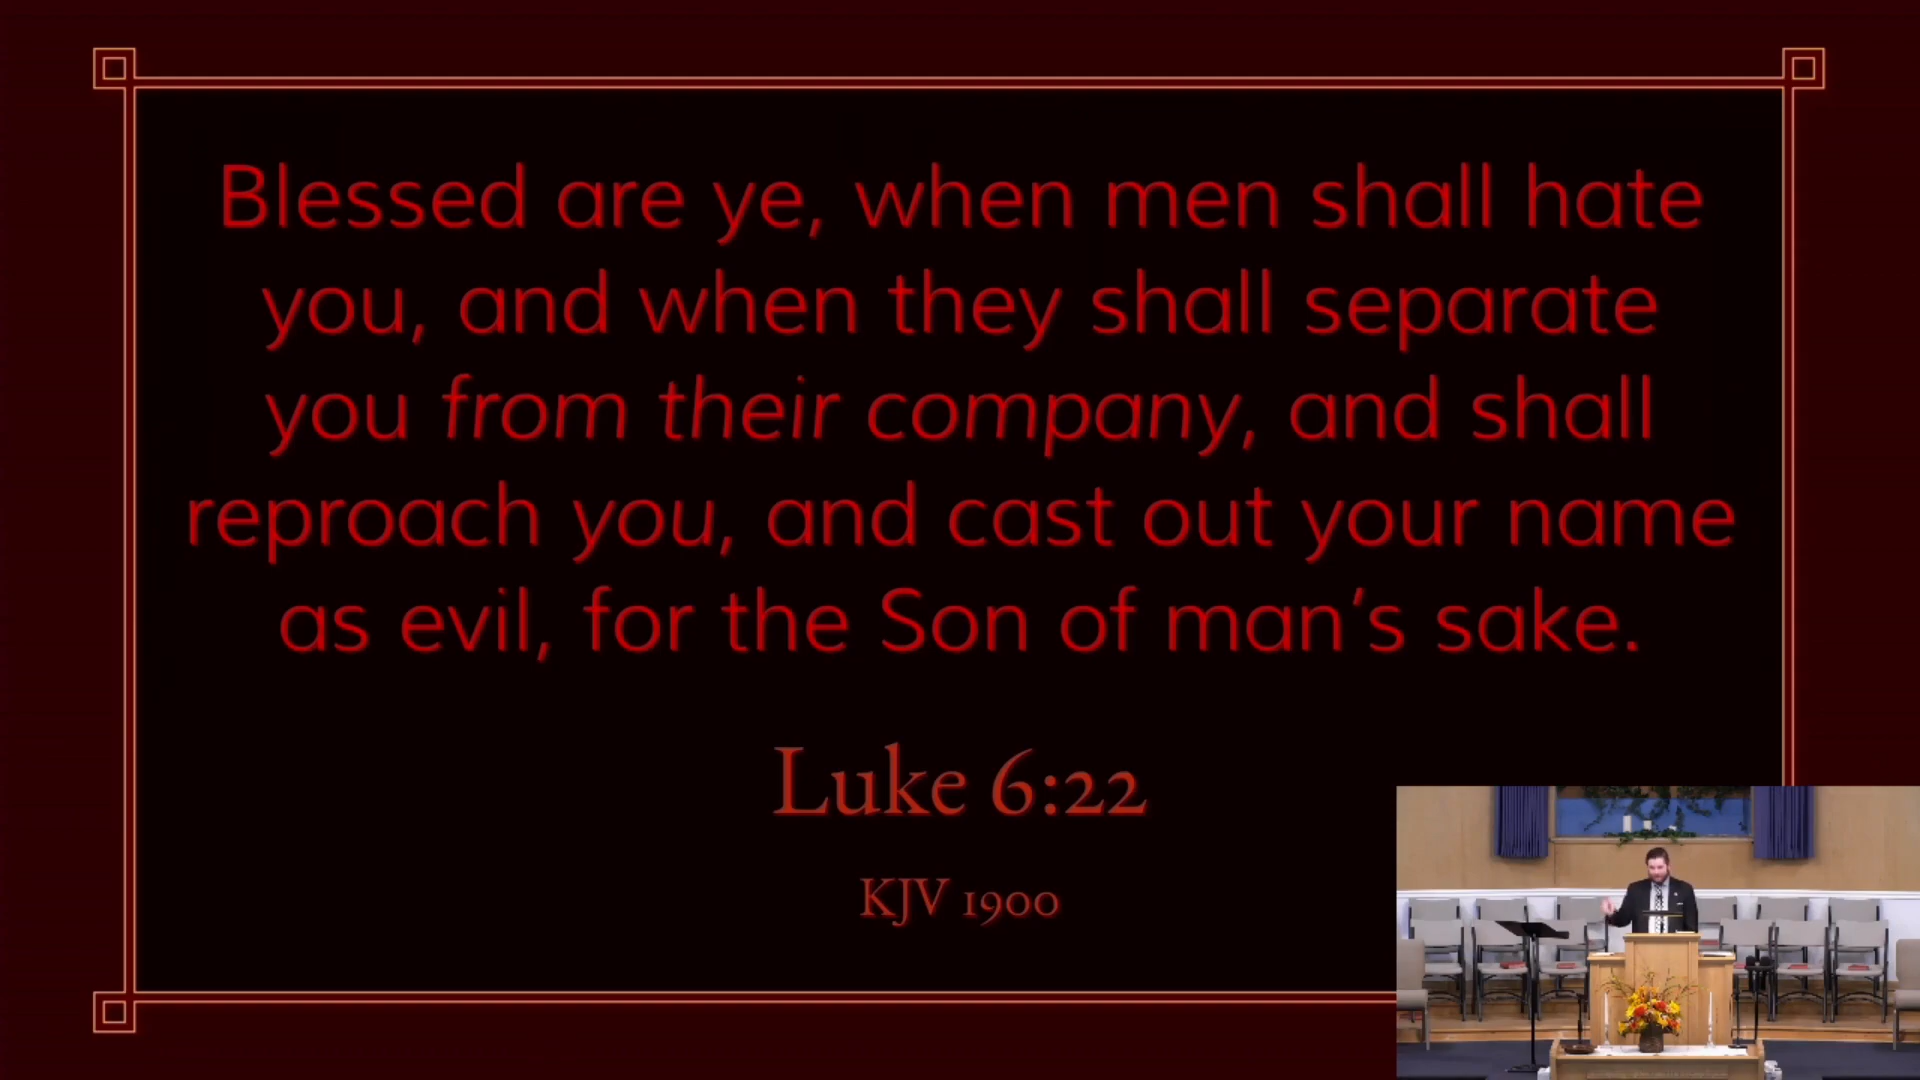 Blessed are ye, when men shall hate
you, and when they shall separate
you from their company, and shall
reproach you, and cast out your name
as evil, for the Son of man’s sake.
Luke 6:22
KJV 1900